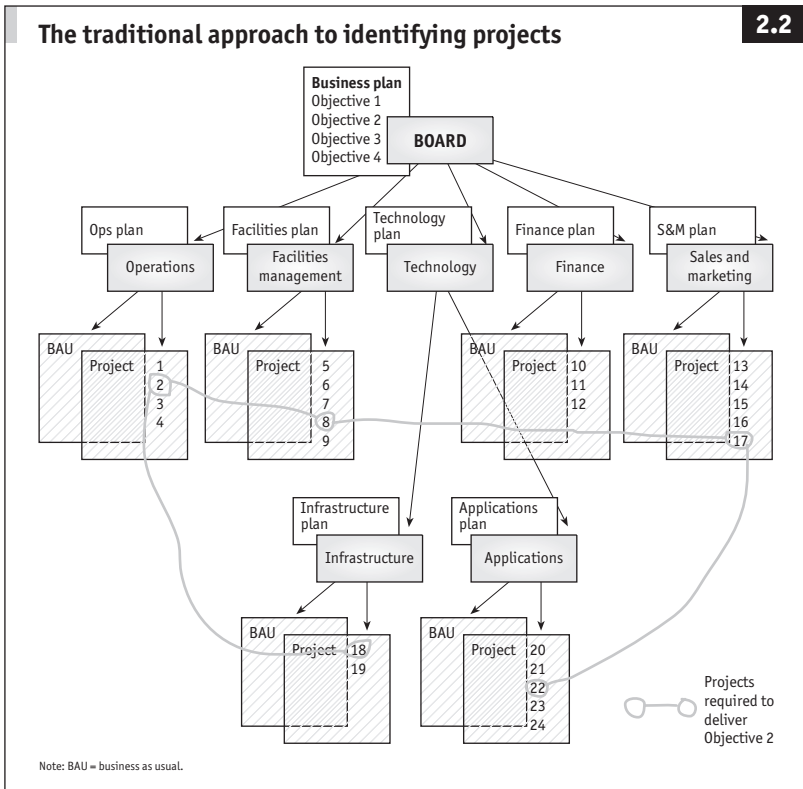 The traditional approach to identifying projects
2.2
Business plan
Objective 1
Objective 2
Objective 3
Objective 4
BOARD
Ops plan
Operations
Facilities plan
Facilities
management
Technology
plan
Technology
Finance plan
Finance
S&M plan
Sales and
marketing
BAU
Project
1
2
3
4
BAU
Project
5
6
7
8
9
BAU
Project
10
11
12
BAU
Project
13
14
15
16
17
Infrastructure
plan
Infrastructure
Applications
plan
Applications
BAU
Project
18
19
BAU
Project
20
21
22
23
24
Projects
required to
deliver
Objective 2
Note: BAU = business as usual.